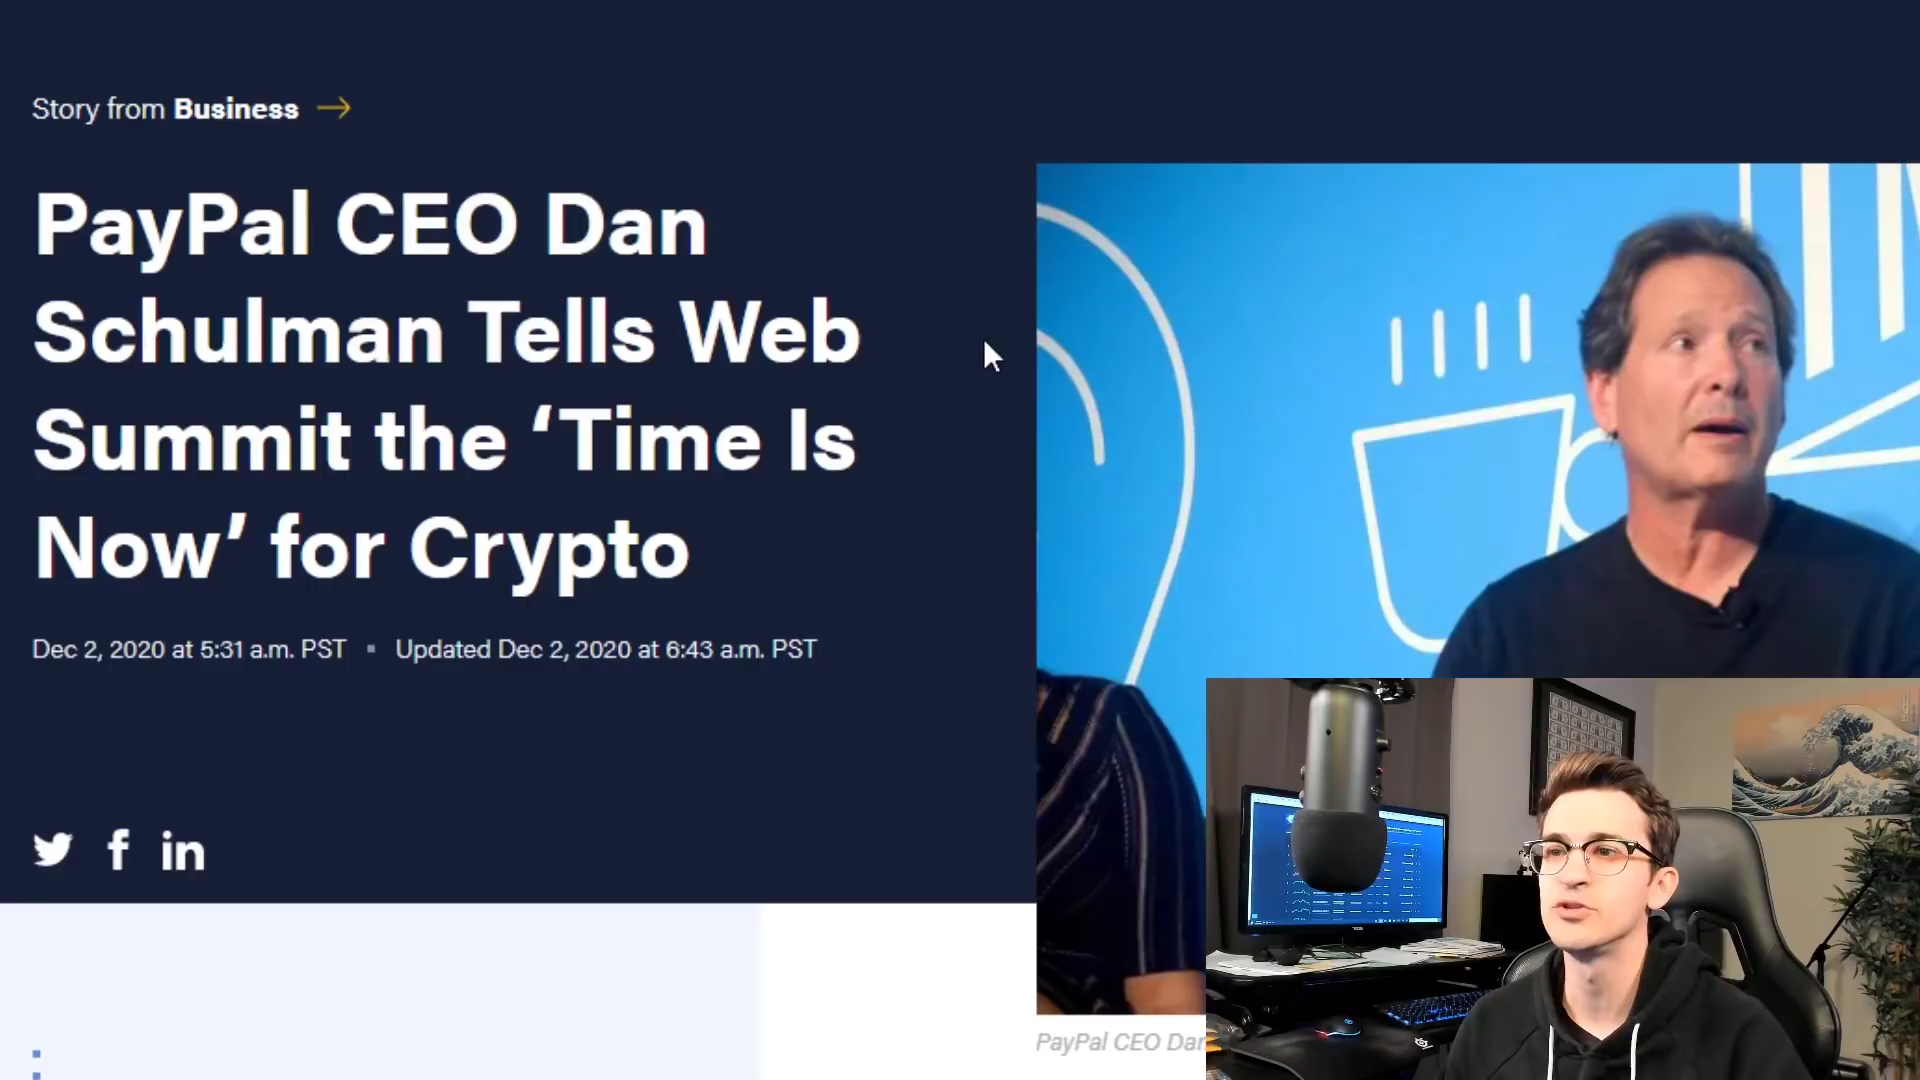 Story from Business →
PayPal CEO Dan
Schulman Tells Web
Summit the ‘Time Is
Now’ for Crypto
Dec 2, 2020 at 5:31 a.m. PST ▪ Updated Dec 2, 2020 at 6:43 a.m. PST
PayPal CEO